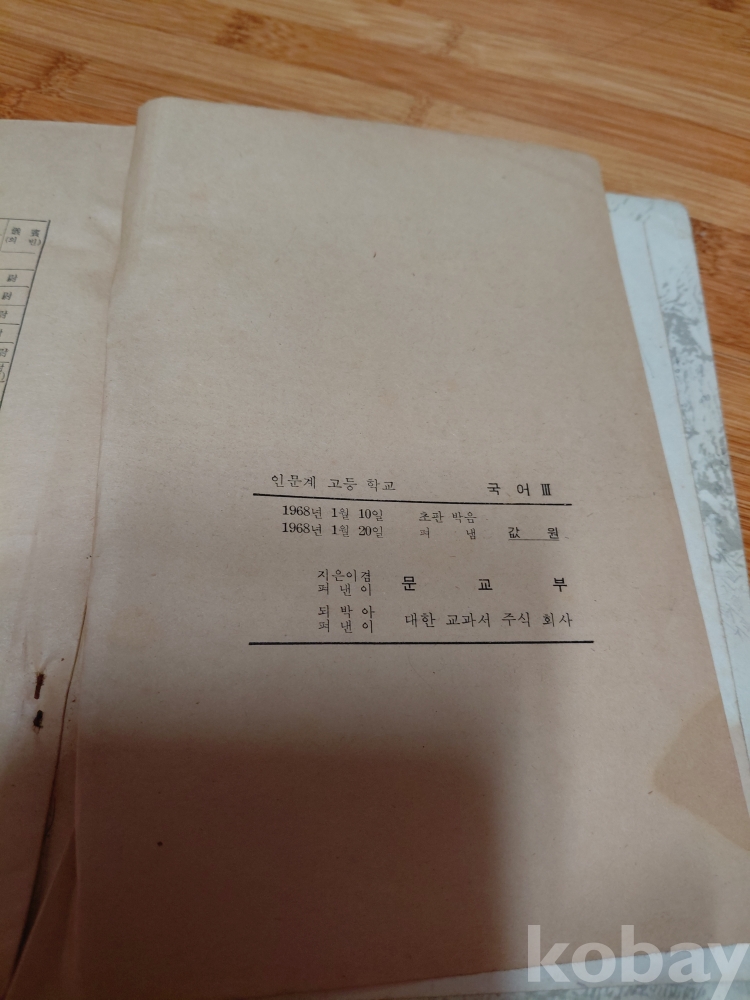 (의 빈)
인문계 고등 학교 국 어 Ⅲ
1968년 1월 10일 초판 박음
1968년 1월 20일 펴 냄 값 원
지은이겸
펴 낸 이 문 교 부
되 박 아
펴 낸 이 대한 교과서 주식 회사
kobay